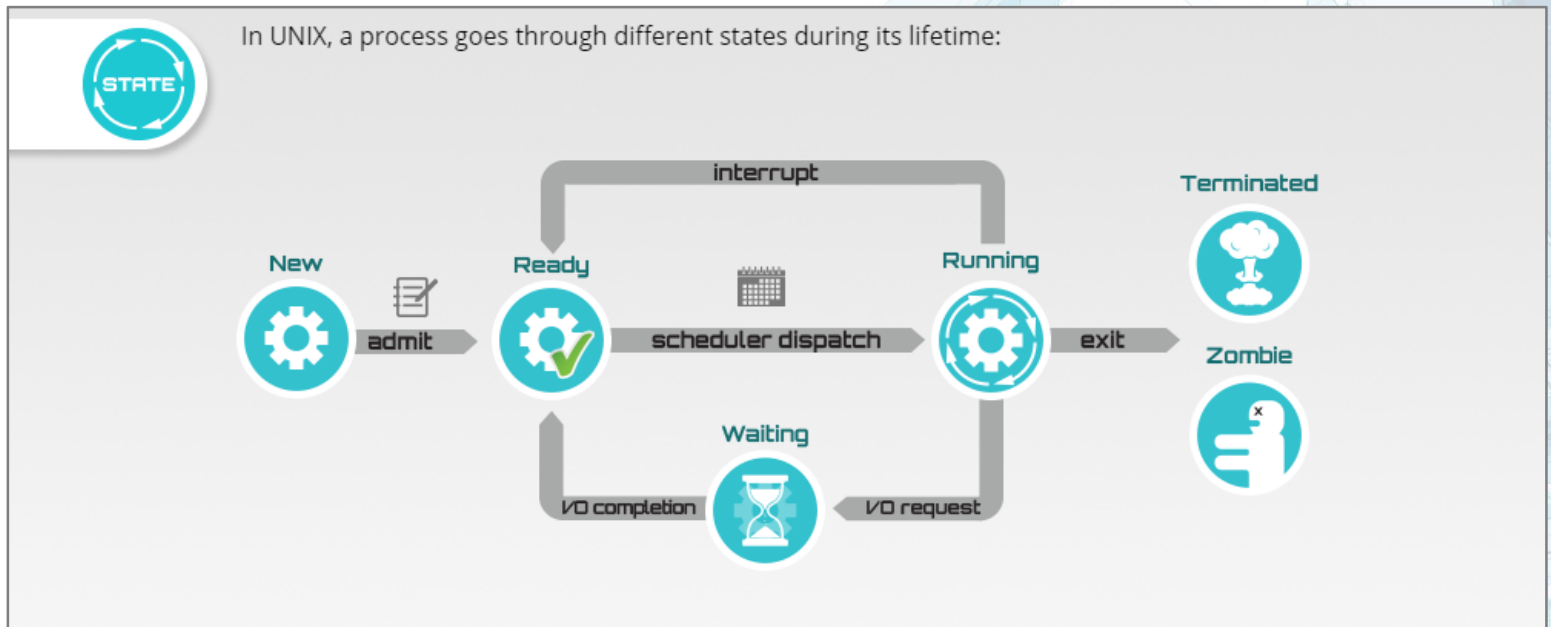 In UNIX, a process goes through different states during its lifetime:
STATE
interrupt
Terminated
New
Ready
Running
admit
scheduler dispatch
exit
Zombie
Waiting
I/O completion
I/O request